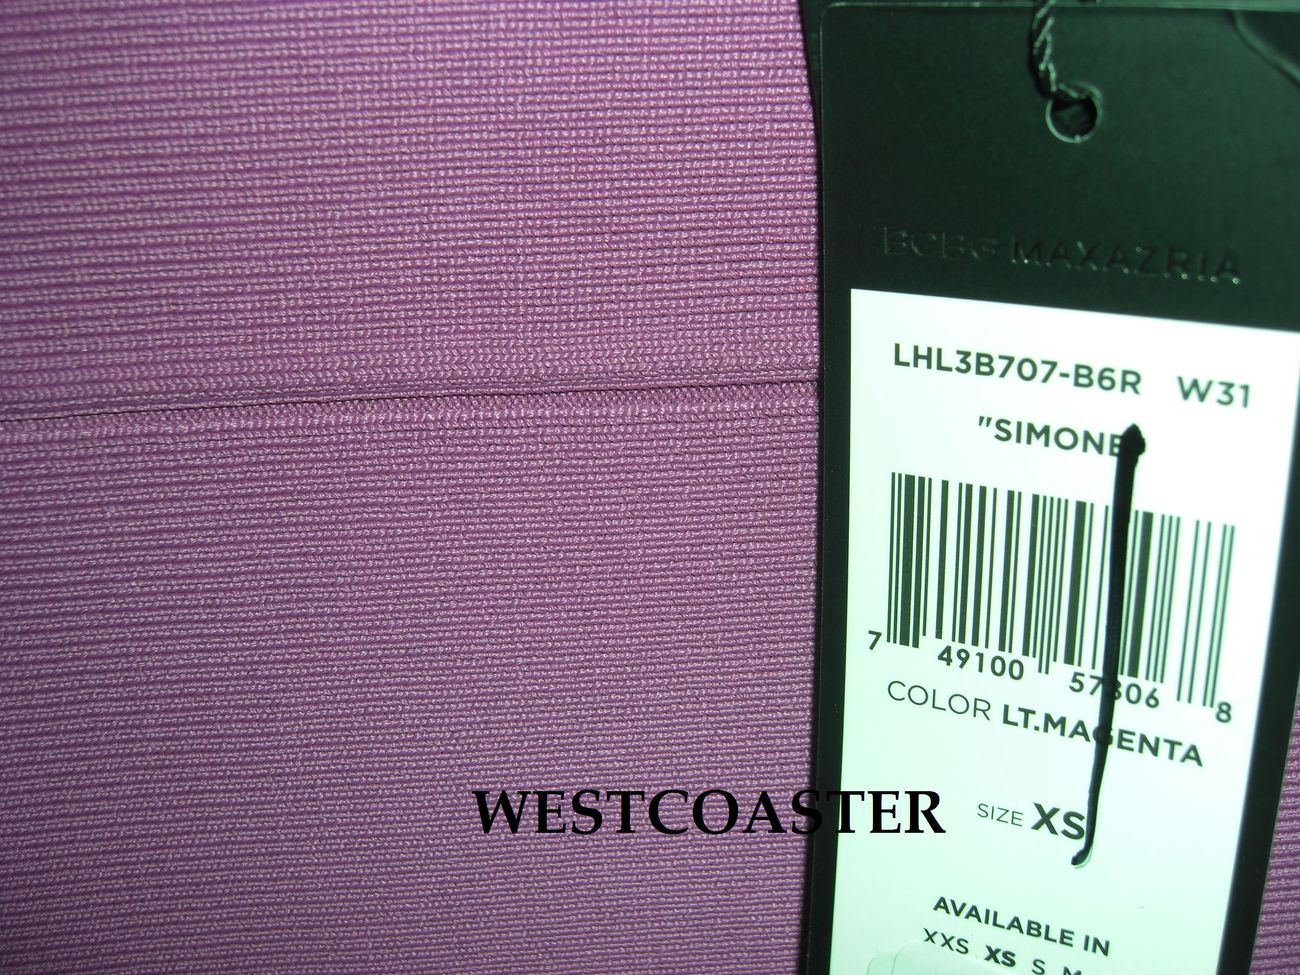 BCBG MAXAZRIA
LHL3B707-B6R W31
"SIMONE"
7 49100 57306 8
COLOR LT.MAGENTA
SIZE XS
WESTCOASTER
AVAILABLE IN
XXS XS S M